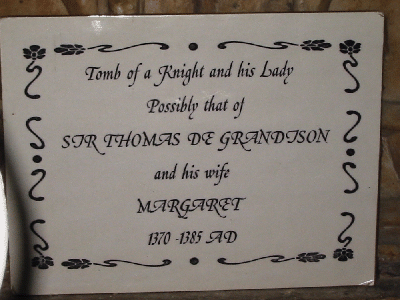 Tomb of a Knight and his Lady
Possibly that of
SIR THOMAS DE GRANDISON
and his wife
MARGARET
1370 -1385 AD